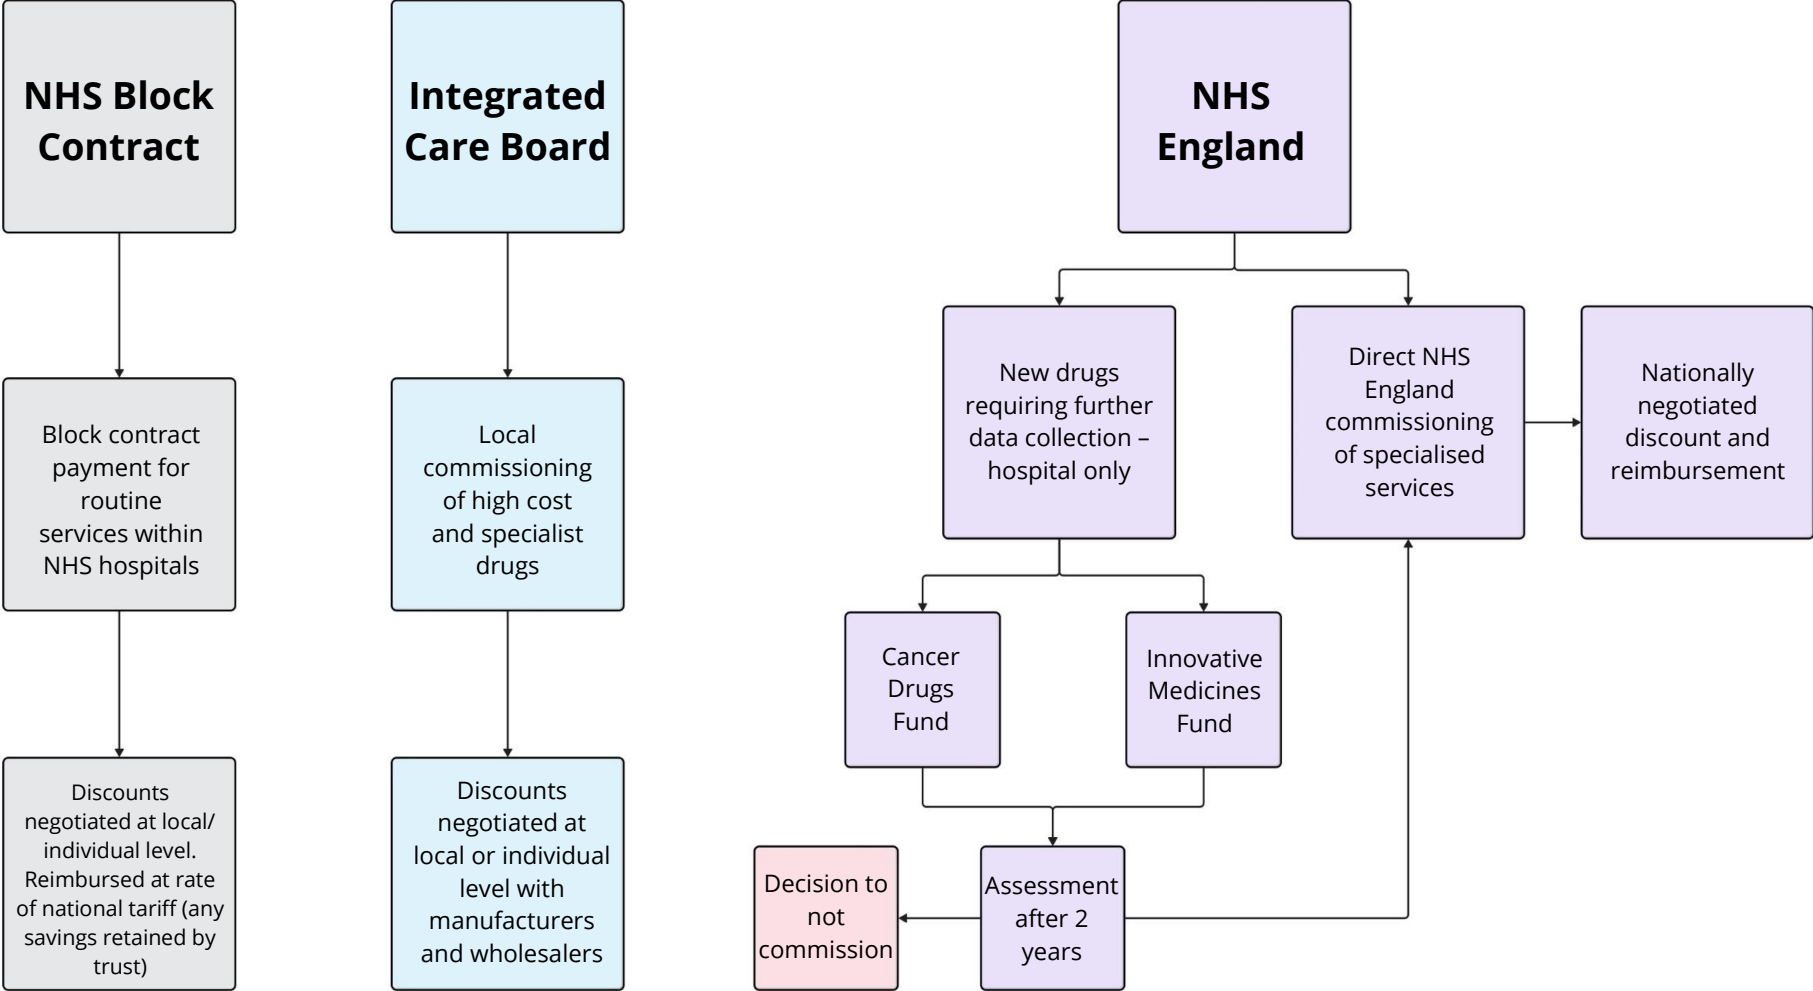 NHS Block
Contract
Integrated
Care Board
NHS
England
Block contract
payment for
routine
services within
NHS hospitals
Local
commissioning
of high cost
and specialist
drugs
New drugs
requiring further
data collection –
hospital only
Direct NHS
England
commissioning
of specialised
services
Nationally
negotiated
discount and
reimbursement
Cancer
Drugs
Fund
Innovative
Medicines
Fund
Discounts
negotiated at local/
individual level.
Reimbursed at rate
of national tariff (any
savings retained by
trust)
Discounts
negotiated at
local or individual
level with
manufacturers
and wholesalers
Decision to
not
commission
Assessment
after 2
years